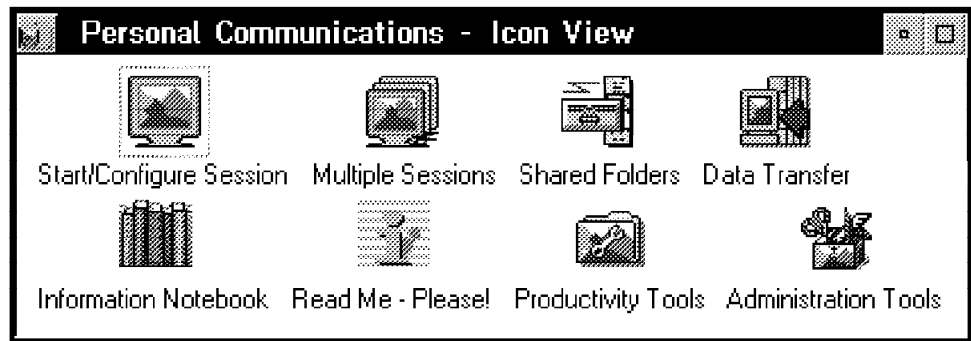 Personal Communications - Icon View
Start/Configure Session Multiple Sessions Shared Folders Data Transfer
Information Notebook Read Me - Please! Productivity Tools Administration Tools